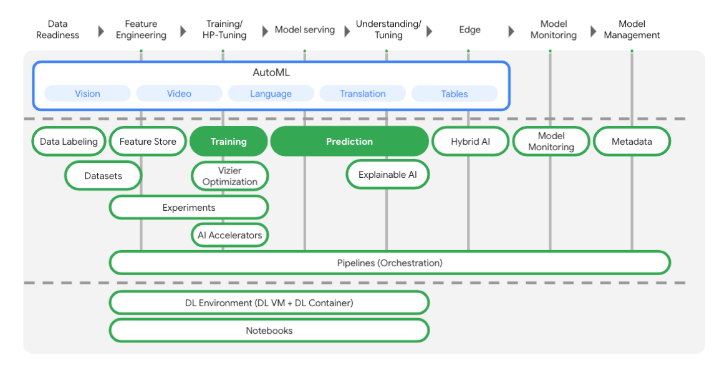 Data
Readiness
Feature
Engineering
Training/
HP-Tuning
Model serving
Understanding/
Tuning
Edge
Model
Monitoring
Model
Management
AutoML
Vision
Video
Language
Translation
Tables
Data Labeling
Feature Store
Training
Prediction
Hybrid AI
Model
Monitoring
Metadata
Datasets
Vizier
Optimization
Explainable AI
Experiments
AI Accelerators
Pipelines (Orchestration)
DL Environment (DL VM + DL Container)
Notebooks